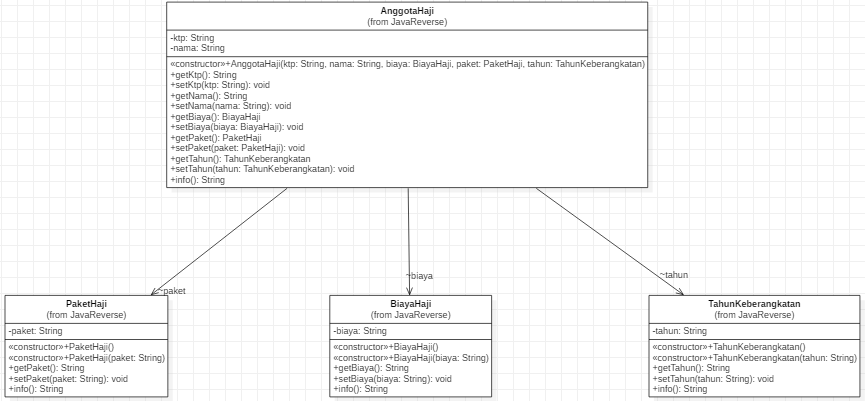 AnggotaHaji
(from JavaReverse)
-ktp: String
-nama: String
«constructor»+AnggotaHaji(ktp: String, nama: String, biaya: BiayaHaji, paket: PaketHaji, tahun: TahunKeberangkatan)
+getKtp(): String
+setKtp(ktp: String): void
+getNama(): String
+setNama(nama: String): void
+getBiaya(): BiayaHaji
+setBiaya(biaya: BiayaHaji): void
+getPaket(): PaketHaji
+setPaket(paket: PaketHaji): void
+getTahun(): TahunKeberangkatan
+setTahun(tahun: TahunKeberangkatan): void
+info(): String
~paket
~biaya
~tahun
PaketHaji
(from JavaReverse)
-paket: String
«constructor»+PaketHaji()
«constructor»+PaketHaji(paket: String)
+getPaket(): String
+setPaket(paket: String): void
+info(): String
BiayaHaji
(from JavaReverse)
-biaya: String
«constructor»+BiayaHaji()
«constructor»+BiayaHaji(biaya: String)
+getBiaya(): String
+setBiaya(biaya: String): void
+info(): String
TahunKeberangkatan
(from JavaReverse)
-tahun: String
«constructor»+TahunKeberangkatan()
«constructor»+TahunKeberangkatan(tahun: String)
+getTahun(): String
+setTahun(tahun: String): void
+info(): String